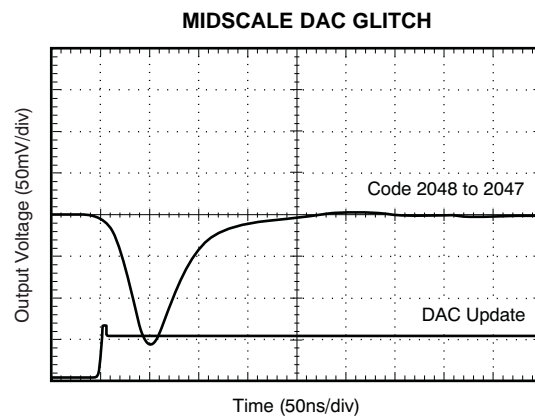 MIDSCALE DAC GLITCH
Output Voltage (50mV/div)
Code 2048 to 2047
DAC Update
Time (50ns/div)